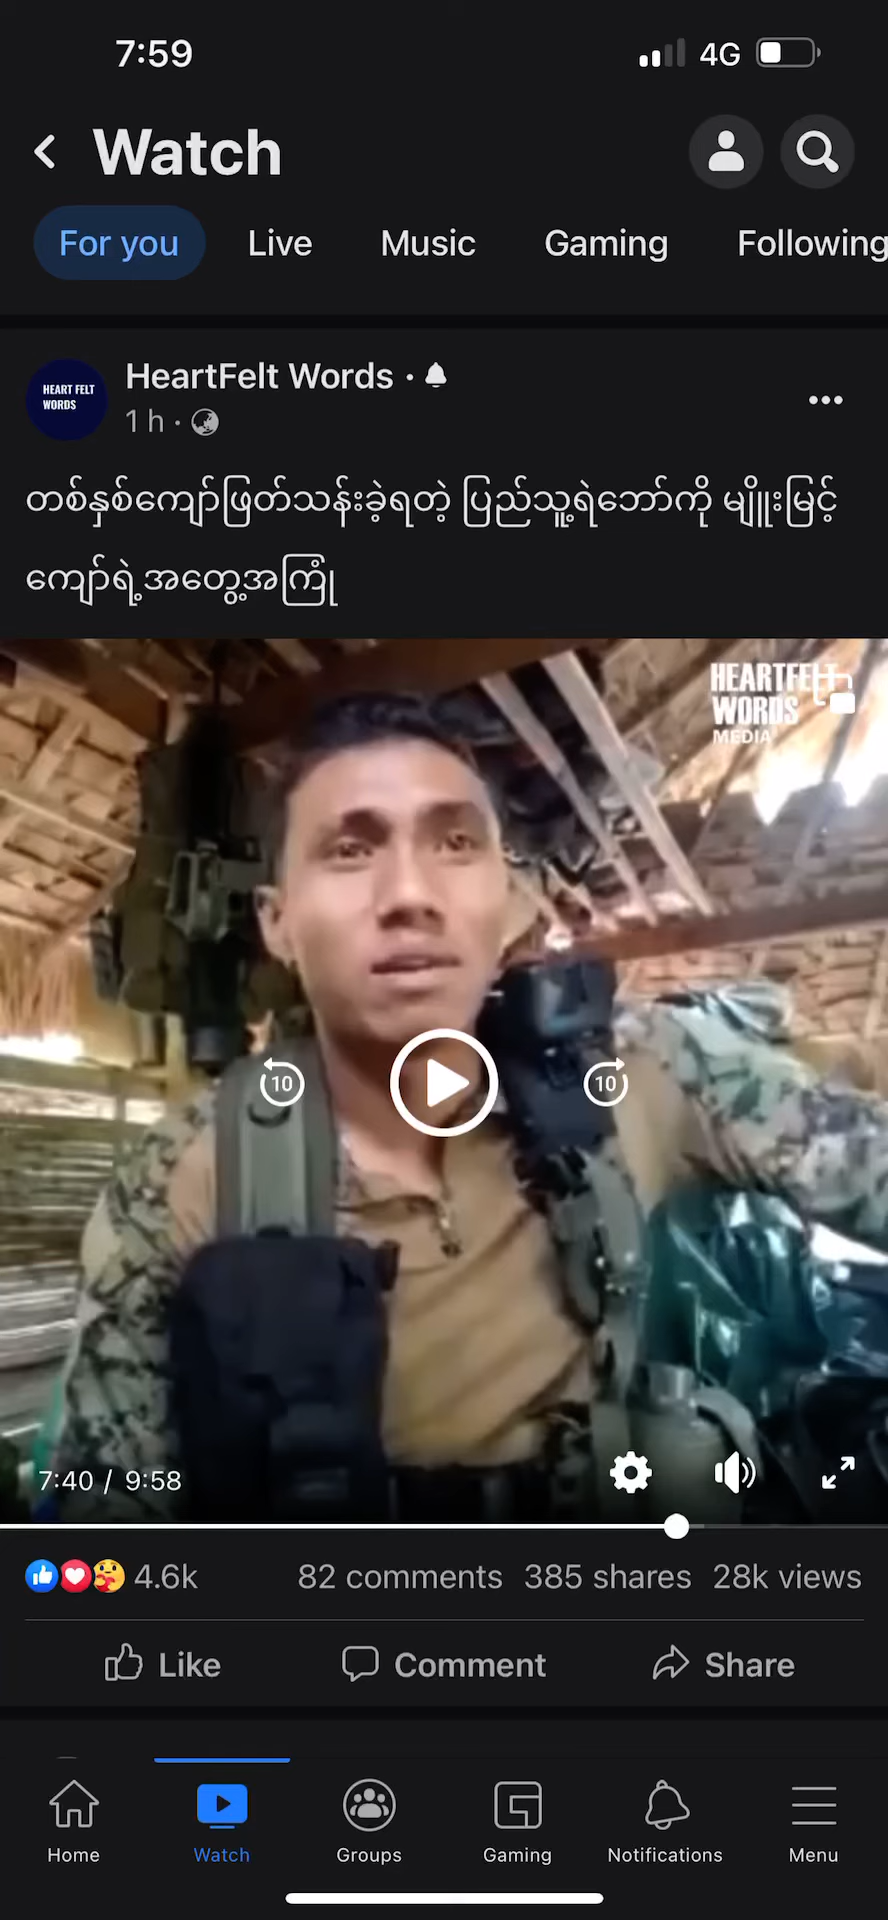 7:59
4G
Watch
For you Live Music Gaming Following
HEART FELT
WORDS
HeartFelt Words ·
1 h ·
တစ်နှစ်ကျော်ဖြတ်သန်းခဲ့ရတဲ့ ပြည်သူ့ရဲဘော်ကို မျိုးမြင့်
ကျော်ရဲ့အတွေ့အကြုံ
HEARTFELT
WORDS
MEDIA
10 10
7:40 / 9:58
4.6k 82 comments 385 shares 28k views
Like Comment Share
Home Watch Groups Gaming Notifications Menu